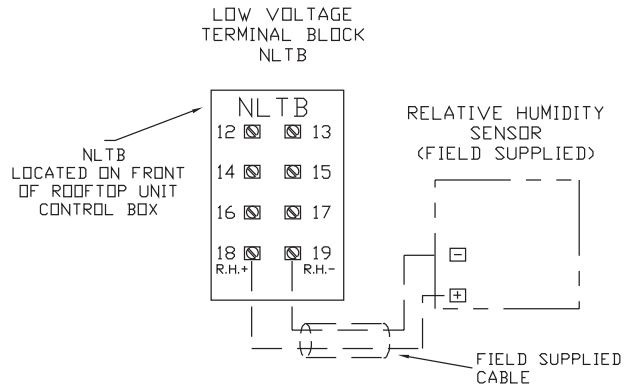 LOW VOLTAGE
TERMINAL BLOCK
NLTB
NLTB
12 13
14 15
16 17
18 19
R.H.+ R.H.-
NLTB
LOCATED ON FRONT
OF ROOFTOP UNIT
CONTROL BOX
RELATIVE HUMIDITY
SENSOR
(FIELD SUPPLIED)
-
+
FIELD SUPPLIED
CABLE